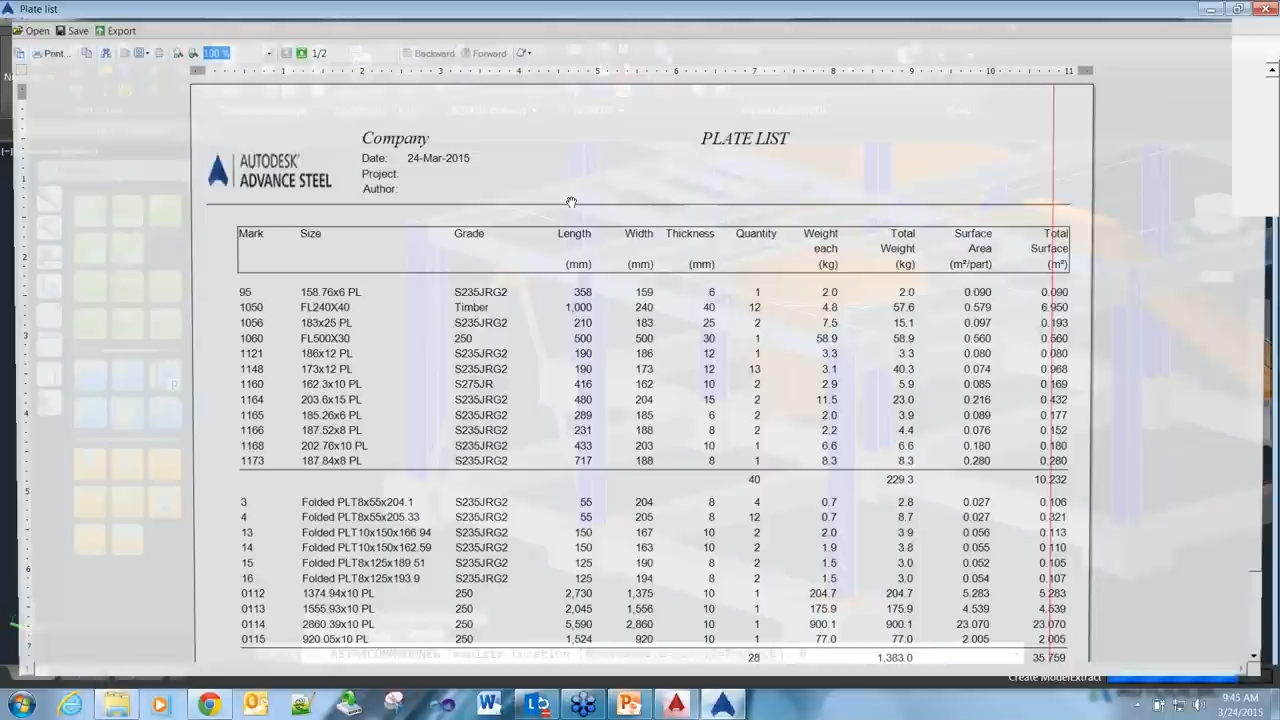 Plate list
Open Save Export
Print... 100 % 1/2 Backward Forward
1 2 3 4 5 6 7 8 9 10 11
Company PLATE LIST
AUTODESK® ADVANCE STEEL
Date: 24-Mar-2015
Project:
Author:
Mark Size Grade Length Width Thickness Quantity Weight Total Surface Total
each Weight Area Surface
(mm) (mm) (mm) (kg) (kg) (m²/part) (m²)
95 158.76x6 PL S235JRG2 358 159 6 1 2.0 2.0 0.090 0.090
1050 FL240X40 Timber 1,000 240 40 12 4.8 57.6 0.579 6.950
1056 183x25 PL S235JRG2 210 183 25 2 7.5 15.1 0.097 0.193
1060 FL500X30 250 500 500 30 1 58.9 58.9 0.560 0.560
1121 186x12 PL S235JRG2 190 186 12 1 3.3 3.3 0.080 0.080
1148 173x12 PL S235JRG2 190 173 12 13 3.1 40.3 0.074 0.968
1160 162.3x10 PL S275JR 416 162 10 2 2.9 5.9 0.085 0.169
1164 203.6x15 PL S235JRG2 480 204 15 2 11.5 23.0 0.216 0.432
1165 185.26x6 PL S235JRG2 289 185 6 2 2.0 3.9 0.089 0.177
1166 187.52x8 PL S235JRG2 231 188 8 2 2.2 4.4 0.076 0.152
1168 202.76x10 PL S235JRG2 433 203 10 1 6.6 6.6 0.180 0.180
1173 187.84x8 PL S235JRG2 717 188 8 1 8.3 8.3 0.280 0.280
40 229.3 10.232
3 Folded PLT8x55x204.1 S235JRG2 55 204 8 4 0.7 2.8 0.027 0.106
4 Folded PLT8x55x205.33 S235JRG2 55 205 8 12 0.7 8.7 0.027 0.321
13 Folded PLT10x150x166.94 S235JRG2 150 167 10 2 2.0 3.9 0.056 0.113
14 Folded PLT10x150x162.59 S235JRG2 150 163 10 2 1.9 3.8 0.055 0.110
15 Folded PLT8x125x189.51 S235JRG2 125 190 8 2 1.5 3.0 0.052 0.105
16 Folded PLT8x125x193.9 S235JRG2 125 194 8 2 1.5 3.0 0.054 0.107
0112 1374.94x10 PL 250 2,730 1,375 10 1 204.7 204.7 5.283 5.283
0113 1555.93x10 PL 250 2,045 1,556 10 1 175.9 175.9 4.539 4.539
0114 2860.39x10 PL 250 5,590 2,860 10 1 900.1 900.1 23.070 23.070
0115 920.05x10 PL 250 1,524 920 10 1 77.0 77.0 2.005 2.005
28 1,383.0 35.759
Create ModelExtract
9:45 AM
3/24/2015